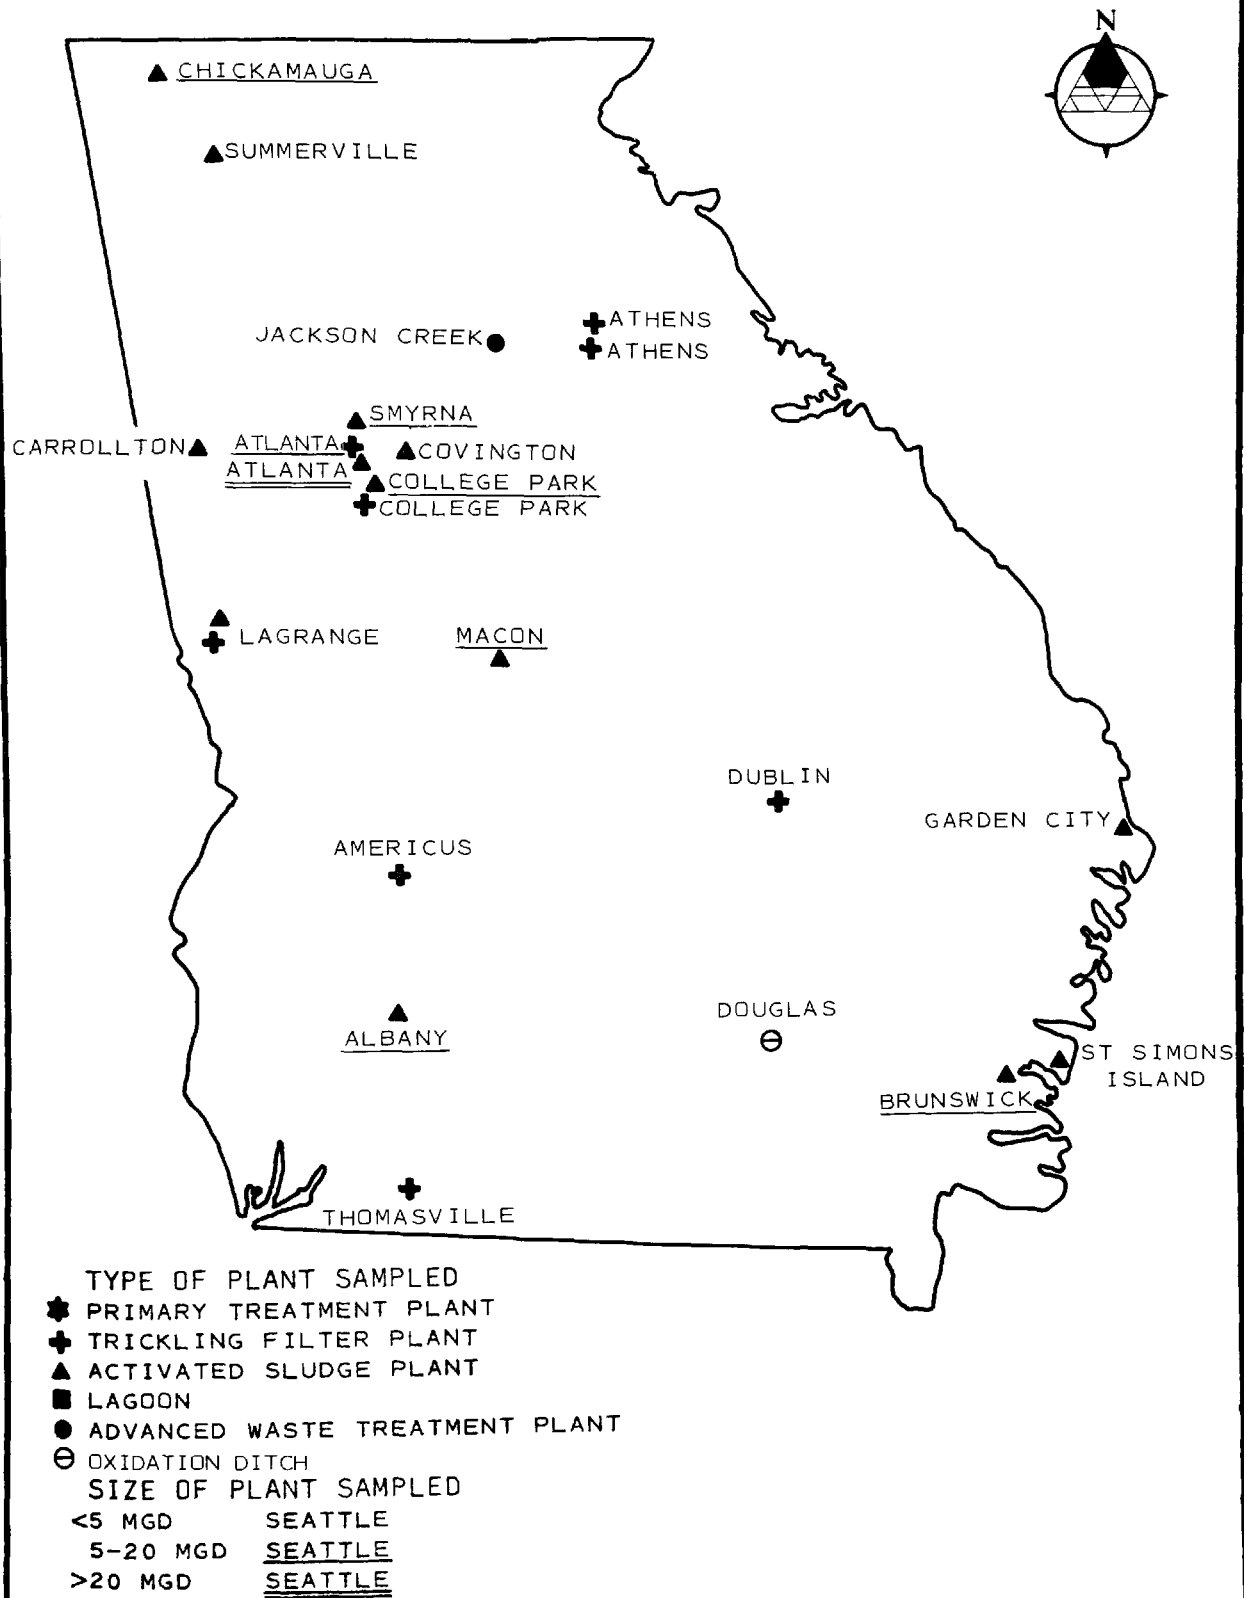 N
CHICKAMAUGA
SUMMERVILLE
ATHENS
JACKSON CREEK
ATHENS
SMYRNA
CARROLLTON
ATLANTA
COVINGTON
ATLANTA
COLLEGE PARK
COLLEGE PARK
LAGRANGE
MACON
DUBLIN
GARDEN CITY
AMERICUS
DOUGLAS
ALBANY
ST SIMONS
ISLAND
BRUNSWICK
THOMASVILLE
TYPE OF PLANT SAMPLED
PRIMARY TREATMENT PLANT
TRICKLING FILTER PLANT
ACTIVATED SLUDGE PLANT
LAGOON
ADVANCED WASTE TREATMENT PLANT
OXIDATION DITCH
SIZE OF PLANT SAMPLED
<5 MGD SEATTLE
5-20 MGD SEATTLE
>20 MGD SEATTLE